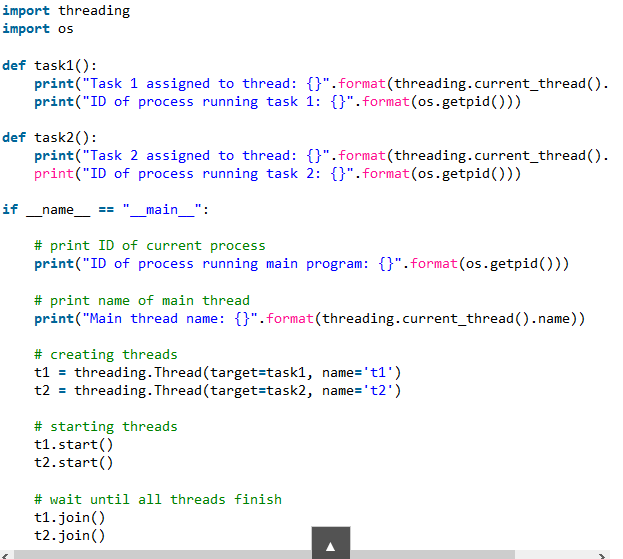 import threading
import os
def task1():
print("Task 1 assigned to thread: {}".format(threading.current_thread().
print("ID of process running task 1: {}".format(os.getpid()))
def task2():
print("Task 2 assigned to thread: {}".format(threading.current_thread().
print("ID of process running task 2: {}".format(os.getpid()))
if __name__ == "__main__":
# print ID of current process
print("ID of process running main program: {}".format(os.getpid()))
# print name of main thread
print("Main thread name: {}".format(threading.current_thread().name))
# creating threads
t1 = threading.Thread(target=task1, name='t1')
t2 = threading.Thread(target=task2, name='t2')
# starting threads
t1.start()
t2.start()
# wait until all threads finish
t1.join()
t2.join()